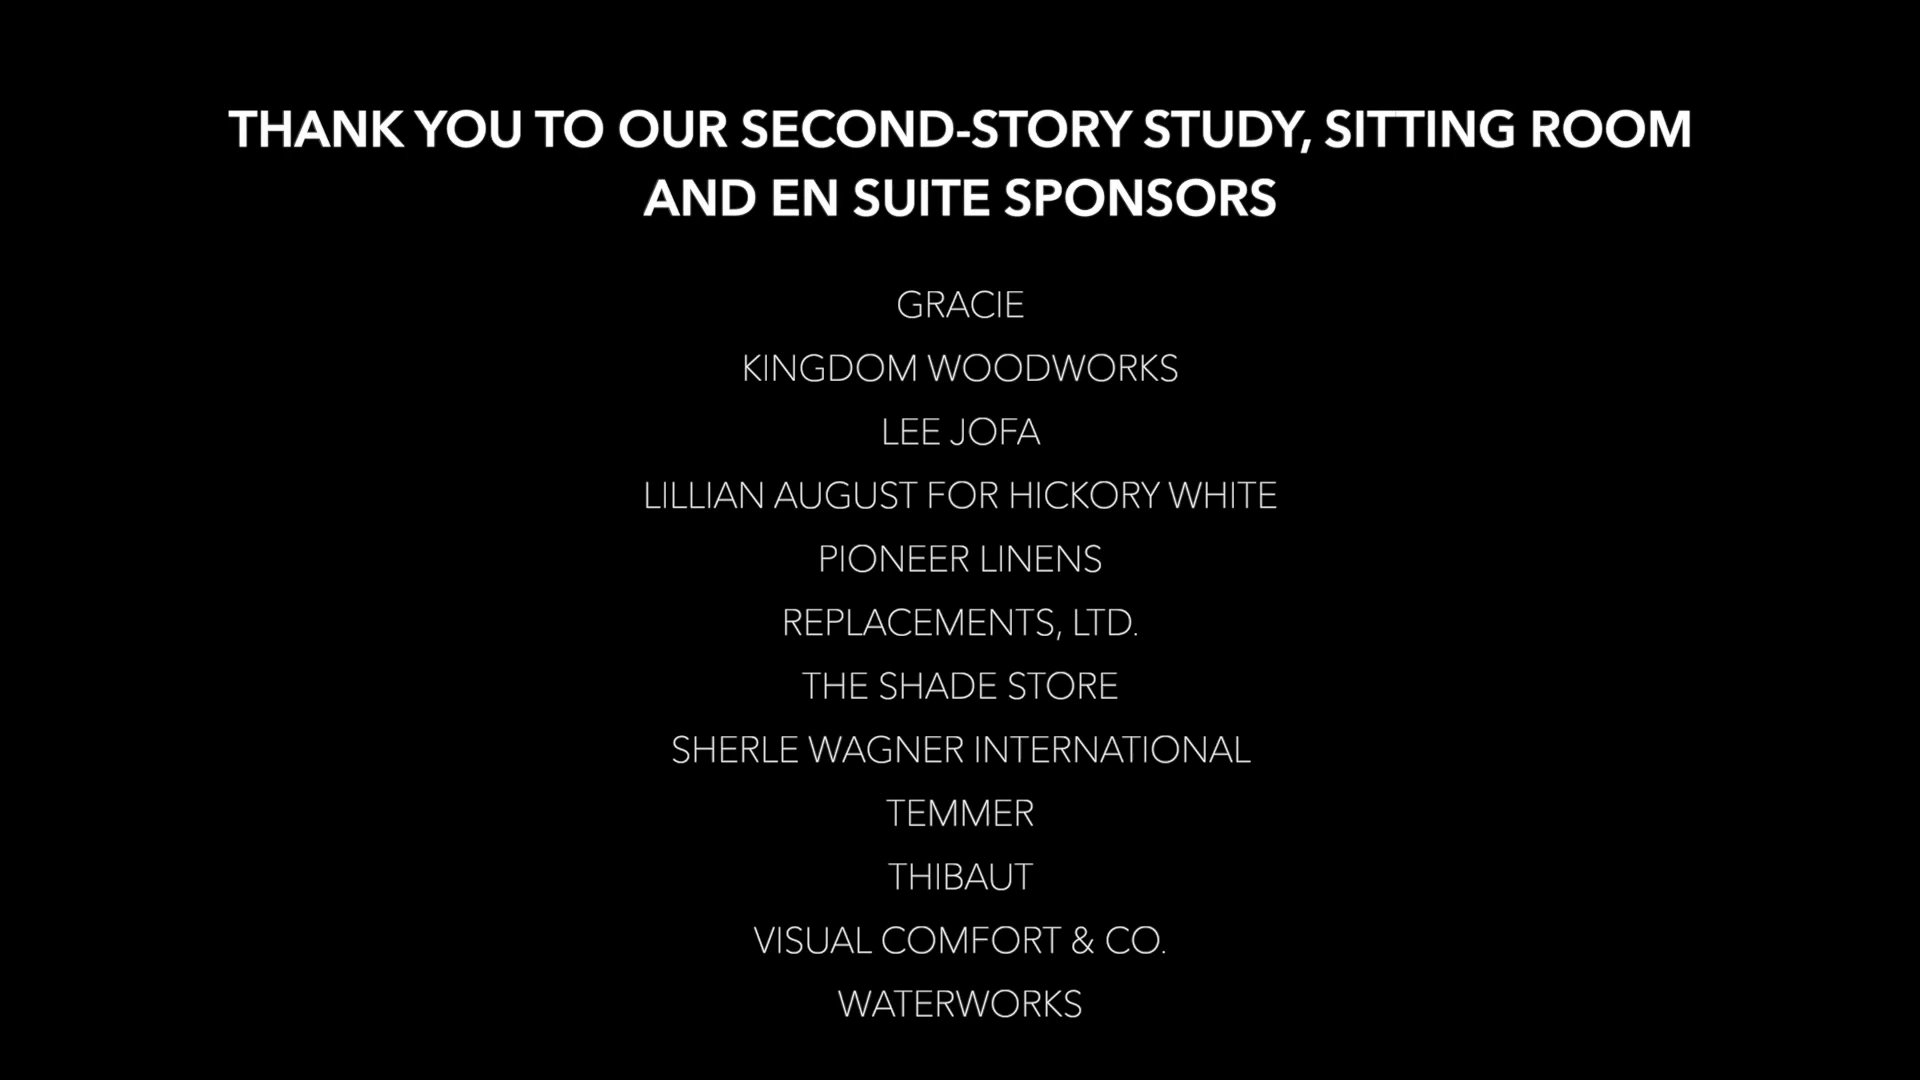 THANK YOU TO OUR SECOND-STORY STUDY, SITTING ROOM
AND EN SUITE SPONSORS
GRACIE
KINGDOM WOODWORKS
LEE JOFA
LILLIAN AUGUST FOR HICKORY WHITE
PIONEER LINENS
REPLACEMENTS, LTD.
THE SHADE STORE
SHERLE WAGNER INTERNATIONAL
TEMMER
THIBAUT
VISUAL COMFORT & CO.
WATERWORKS